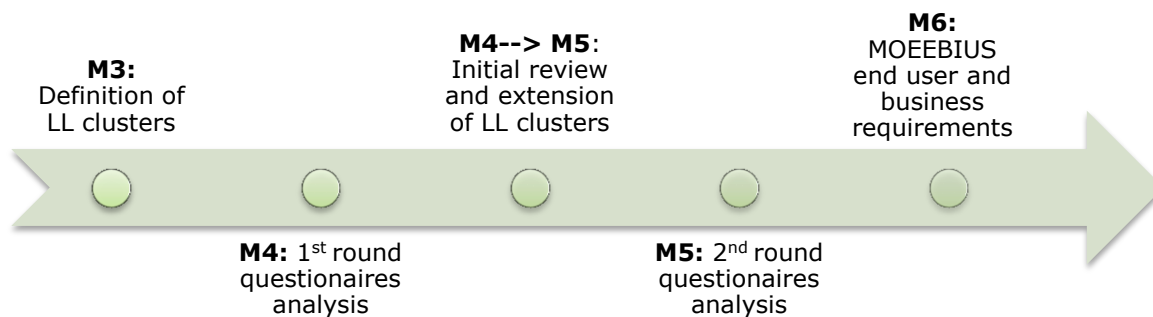 M3:
Definition of
LL clusters
M4: 1st round
questionaires
analysis
M4--> M5:
Initial review
and extension
of LL clusters
M5: 2nd round
questionaires
analysis
M6:
MOEEBIUS
end user and
business
requirements